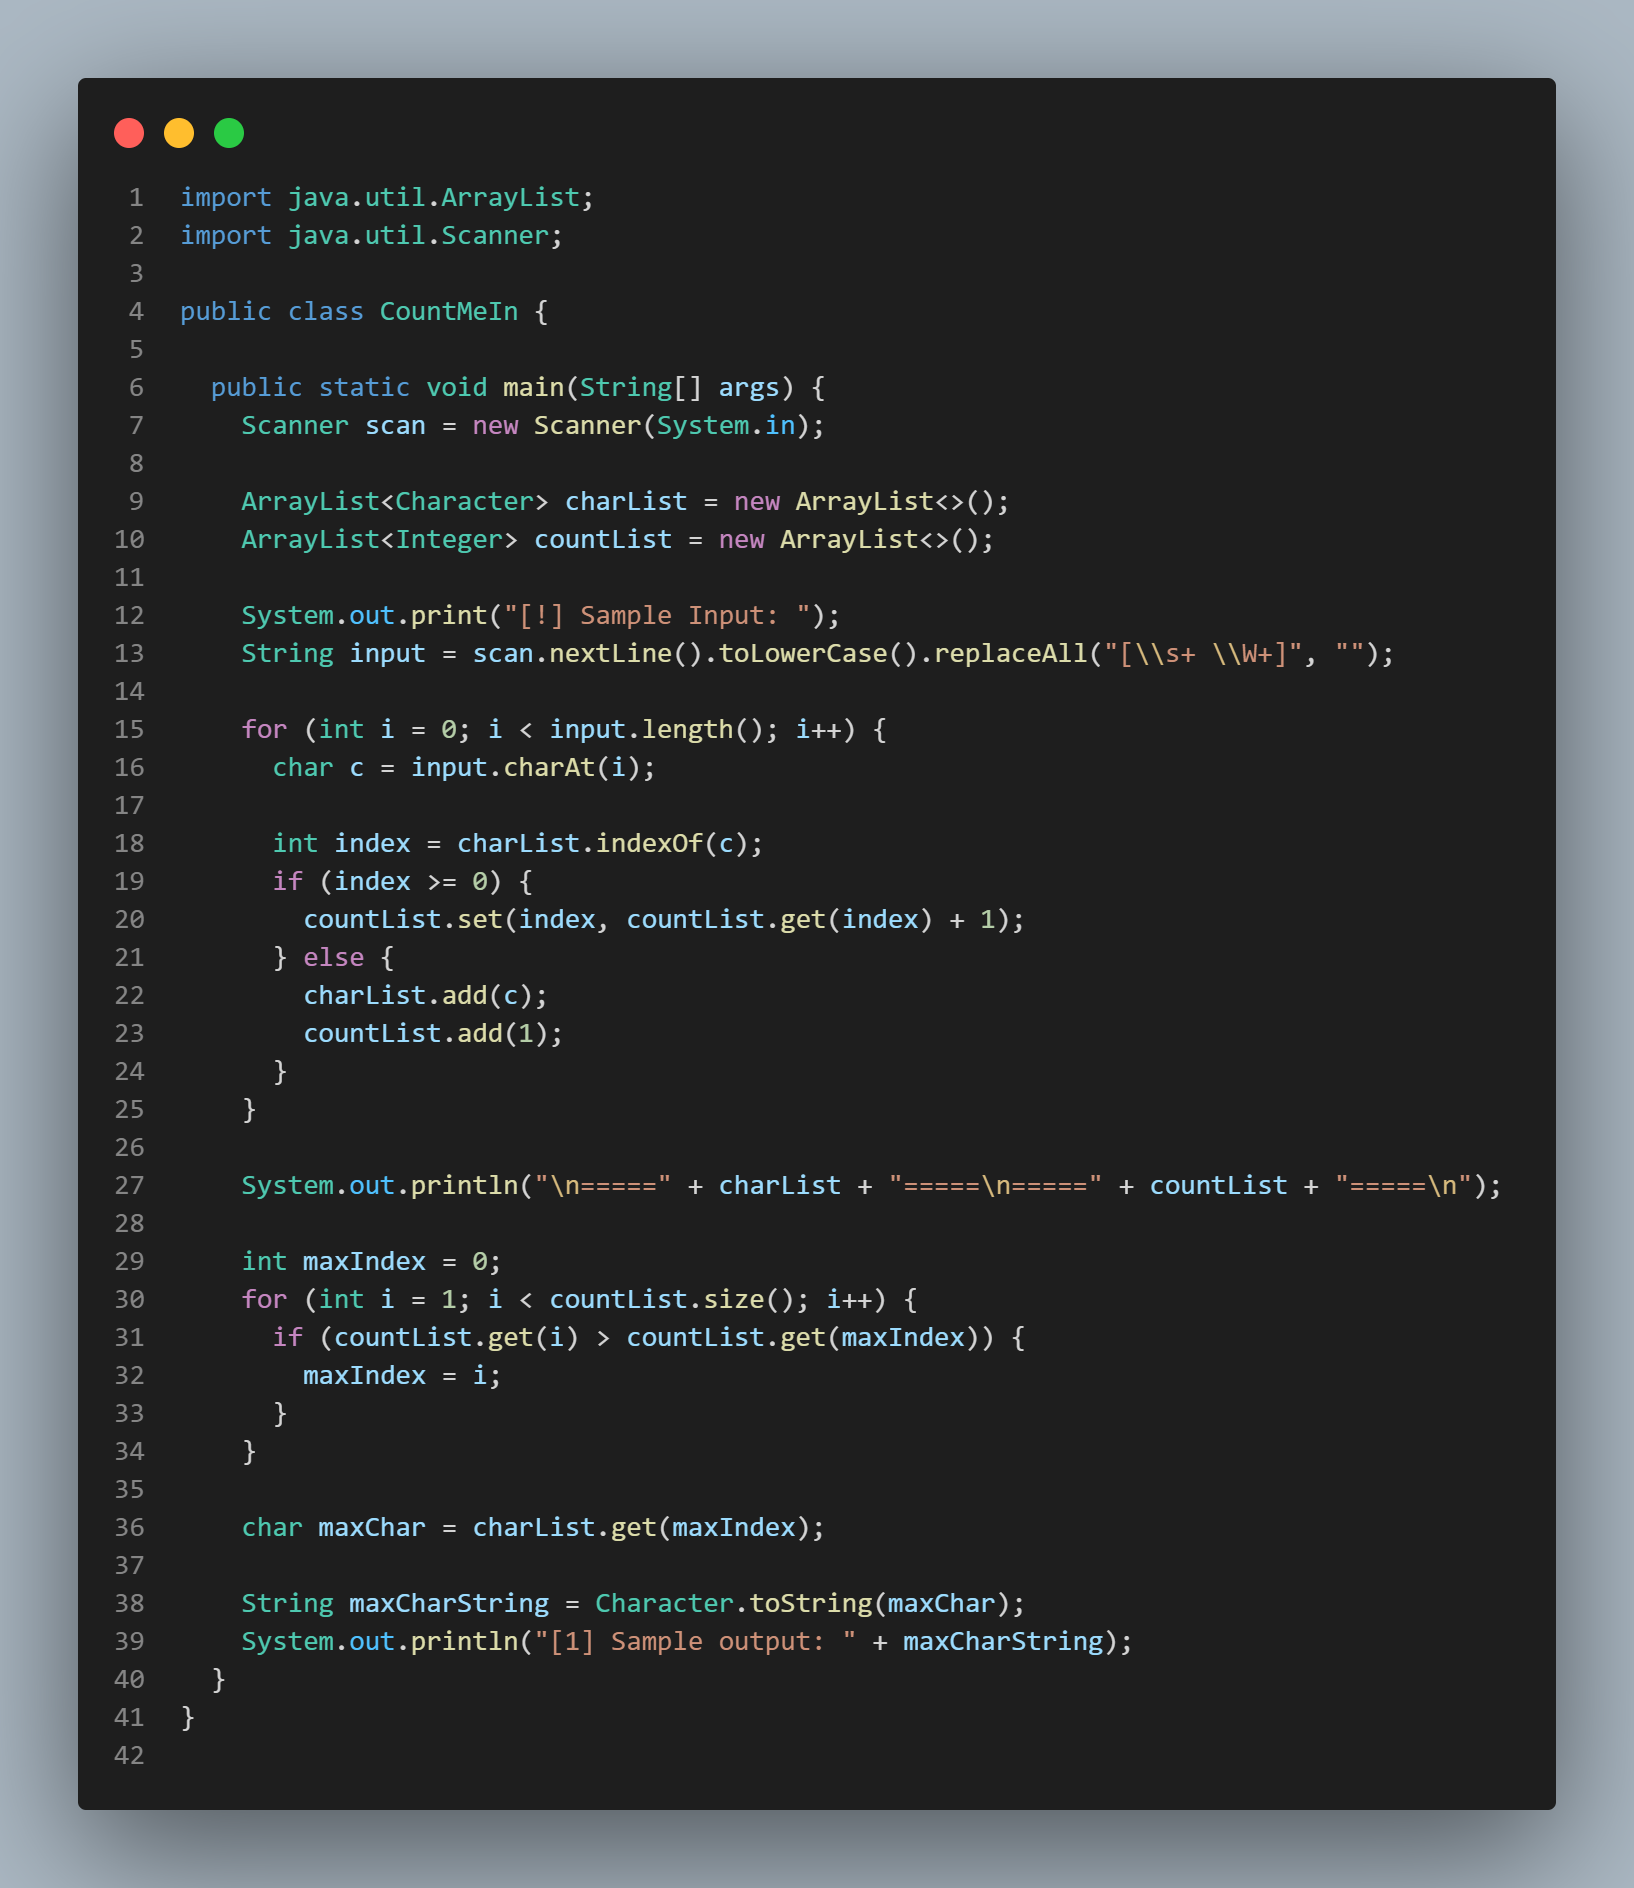 1 import java.util.ArrayList;
2 import java.util.Scanner;
3
4 public class CountMeIn {
5
6   public static void main(String[] args) {
7     Scanner scan = new Scanner(System.in);
8
9     ArrayList<Character> charList = new ArrayList<>();
10     ArrayList<Integer> countList = new ArrayList<>();
11
12     System.out.print("[!] Sample Input: ");
13     String input = scan.nextLine().toLowerCase().replaceAll("[\\s+ \\W+]", "");
14
15     for (int i = 0; i < input.length(); i++) {
16       char c = input.charAt(i);
17
18       int index = charList.indexOf(c);
19       if (index >= 0) {
20         countList.set(index, countList.get(index) + 1);
21       } else {
22         charList.add(c);
23         countList.add(1);
24       }
25     }
26
27     System.out.println("\n=====" + charList + "=====\n=====" + countList + "=====\n");
28
29     int maxIndex = 0;
30     for (int i = 1; i < countList.size(); i++) {
31       if (countList.get(i) > countList.get(maxIndex)) {
32         maxIndex = i;
33       }
34     }
35
36     char maxChar = charList.get(maxIndex);
37
38     String maxCharString = Character.toString(maxChar);
39     System.out.println("[1] Sample output: " + maxCharString);
40   }
41 }
42